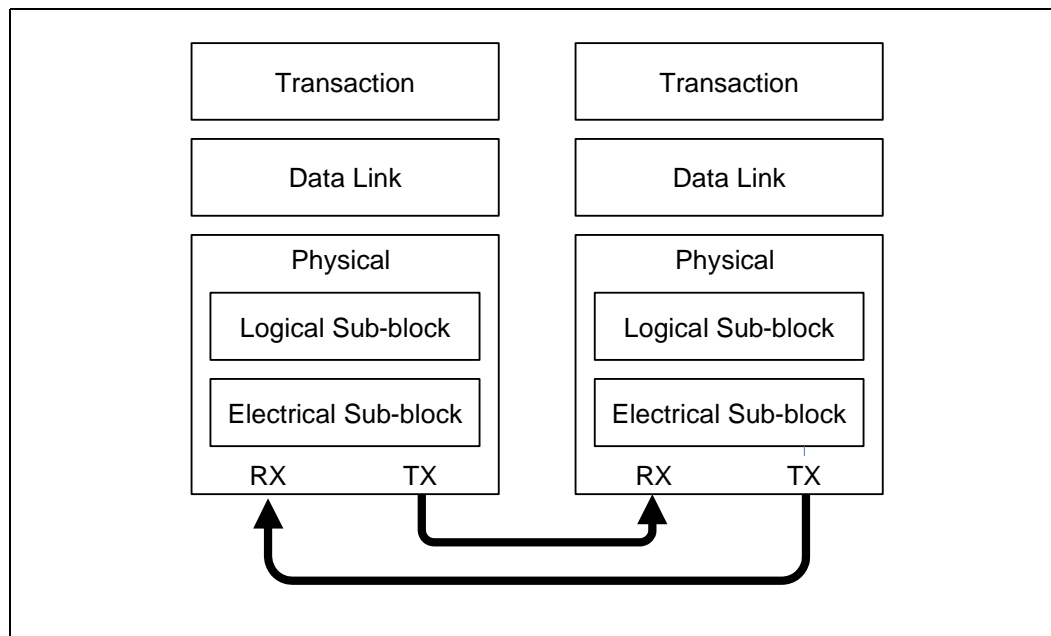 Transaction
Transaction
Data Link
Data Link
Physical
Physical
Logical Sub-block
Logical Sub-block
Electrical Sub-block
Electrical Sub-block
RX
TX
RX
TX